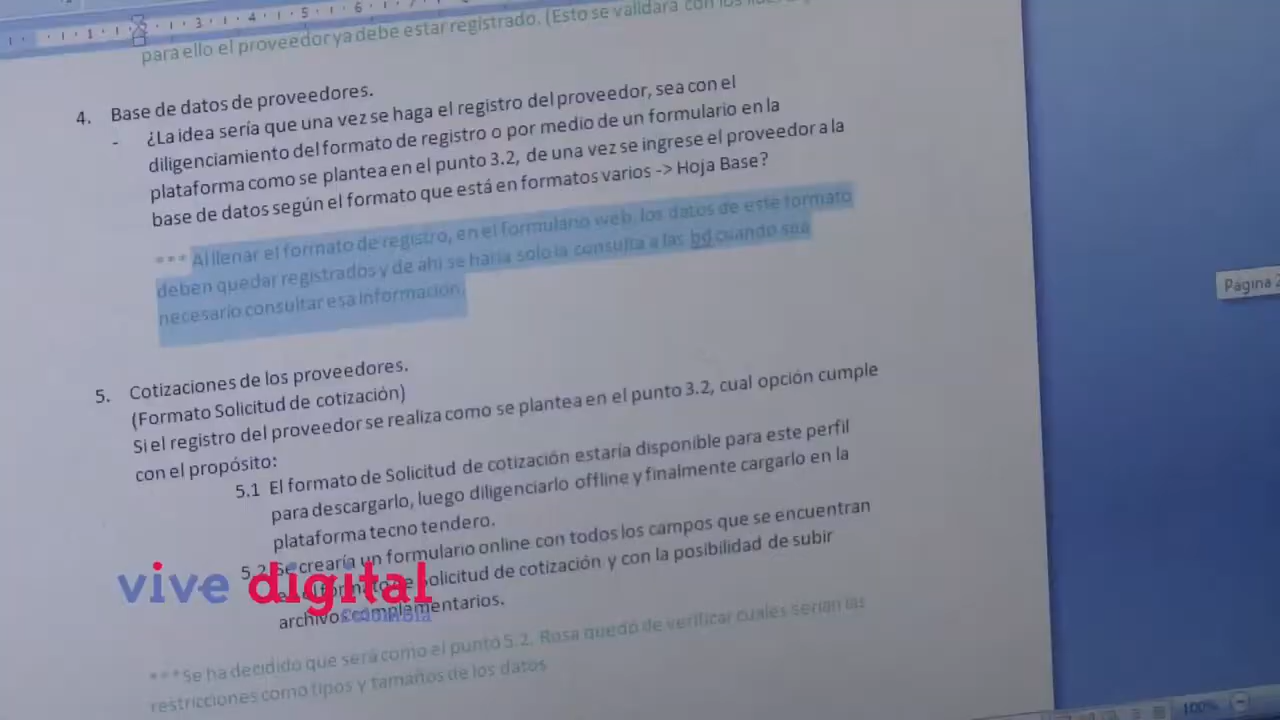 para ello el proveedor ya debe estar registrado. (Esto se validara con los
4. Base de datos de proveedores.
- ¿La idea sería que una vez se haga el registro del proveedor, sea con el
diligenciamiento del formato de registro o por medio de un formulario en la
plataforma como se plantea en el punto 3.2, de una vez se ingrese el proveedor a la
base de datos según el formato que está en formatos varios -> Hoja Base?
*** Al llenar el formato de registro, en el formulario web, los datos de este formato
deben quedar registrados y de ahí se haría solo la consulta a las bd cuando sea
necesario consultar esa información.
Página 2
5. Cotizaciones de los proveedores.
(Formato Solicitud de cotización)
Si el registro del proveedor se realiza como se plantea en el punto 3.2, cual opción cumple
con el propósito:
5.1 El formato de Solicitud de cotización estaría disponible para este perfil
para descargarlo, luego diligenciarlo offline y finalmente cargarlo en la
plataforma tecno tendero.
5.2 Se crearía un formulario online con todos los campos que se encuentran
formato de Solicitud de cotización y con la posibilidad de subir
archivos complementarios.
vive digital
Colombia
***Se ha decidido que será como el punto 5.2. Rosa quedó de verificar cuales serían las
restricciones como tipos y tamaños de los datos
100%